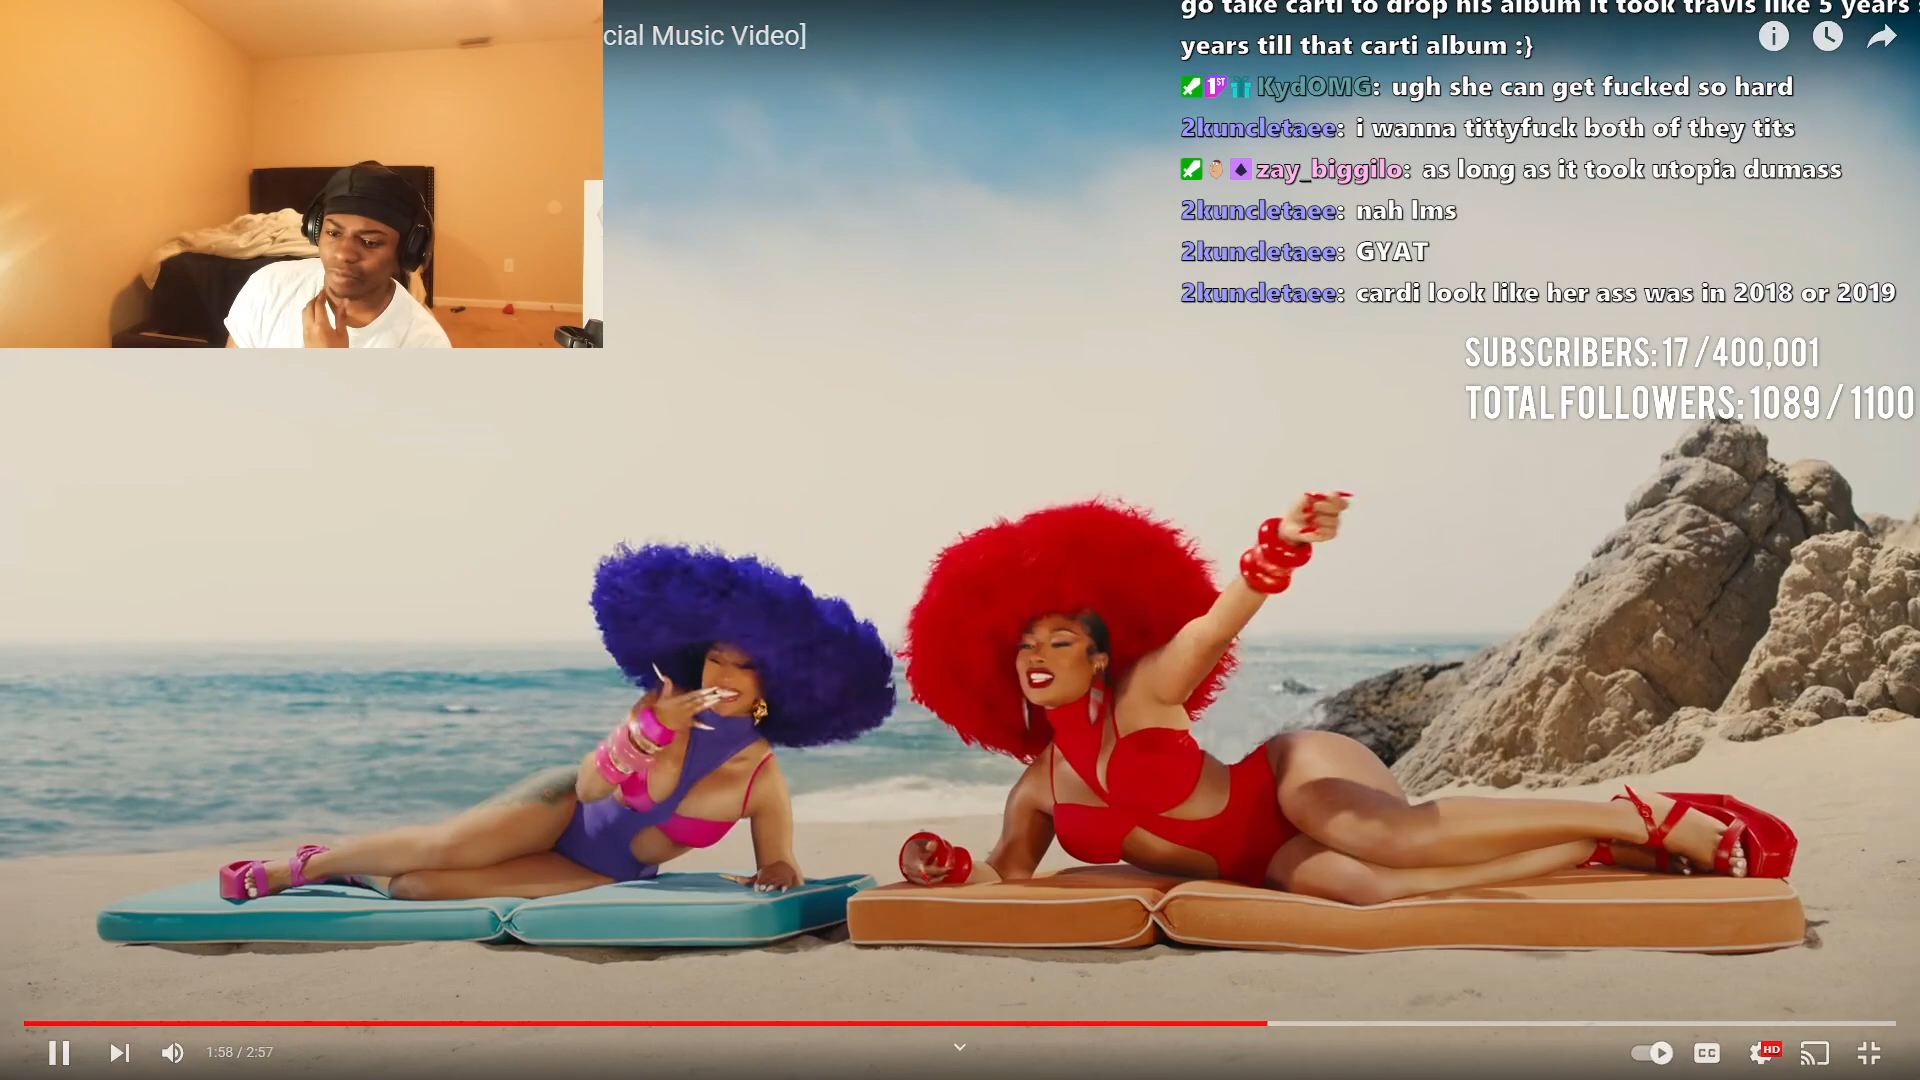 go take carti to drop his album it took travis like 5 years
cial Music Video]
years till that carti album :}
1ST KydOMG: ugh she can get fucked so hard
2kuncletaee: i wanna tittyfuck both of they tits
zay_biggilo: as long as it took utopia dumass
2kuncletaee: nah lms
2kuncletaee: GYAT
2kuncletaee: cardi look like her ass was in 2018 or 2019
SUBSCRIBERS: 17 / 400,001
TOTAL FOLLOWERS: 1089 / 1100
1:58 / 2:57
CC
HD